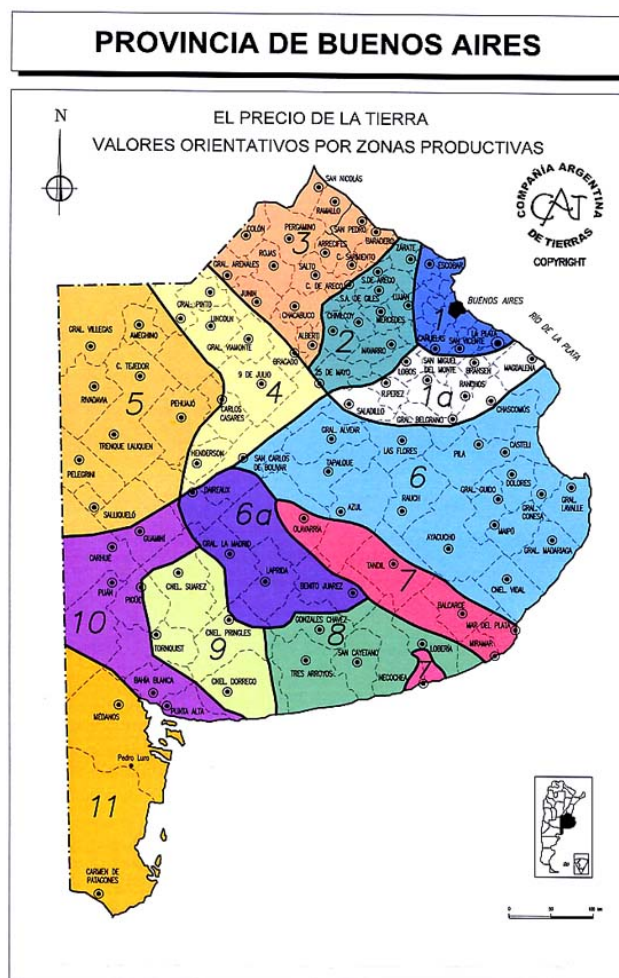 PROVINCIA DE BUENOS AIRES
N
EL PRECIO DE LA TIERRA
VALORES ORIENTATIVOS POR ZONAS PRODUCTIVAS
COMPAÑÍA ARGENTINA
CAT
DE TIERRAS
COPYRIGHT
SAN NICOLÁS
RAMALLO
SAN PEDRO
BARADERO
COLÓN
PERGAMINO
3
ARRECIFES
ROJAS
C. SARMIENTO
ZÁRATE
GRAL. ARENALES
SALTO
C. DE ARECO
S.DE ARECO
ESCOBAR
GRAL. PINTO
JUNIN
S.A. DE GILES
LUJAN
1
BUENOS AIRES
LINCOLN
CHACABUCO
CHIVILCOY
MERCEDES
RIO DE LA PLATA
GRAL. VILLEGAS
AMEGHINO
GRAL. VIAMONTE
ALBERTI
2
NAVARRO
LA PLATA
CAÑUELAS
SAN VICENTE
BRAGADO
C. TEJEDOR
9 DE JULIO
25 DE MAYO
LOBOS
SAN MIGUEL DEL MONTE
BRANSEN
MAGDALENA
RIVADAVIA
5
PEHUAJÓ
4
CARLOS CASARES
R.PEREZ
1a
RANCHOS
SALADILLO
GRAL. BELGRANO
CHASCOMÚS
TRENQUE LAUQUEN
GRAL. ALVEAR
LAS FLORES
PILA
CASTELI
PELEGRINI
HENDERSON
SAN CARLOS DE BOLIVAR
TAPALQUE
6
DOLORES
SALLIQUELÓ
DAIREAUX
6a
AZUL
RAUCH
GRAL. GUIDO
GRAL. CONESA
GRAL. LAVALLE
OLAVARRIA
MAIPÚ
GUAMINÍ
CARHUÉ
GRAL. LA MADRID
AYACUCHO
GRAL. MADARIAGA
PUÁN
PIGÜE
CNEL. SUAREZ
LAPRIDA
BENITO JUAREZ
TANDIL
7
CNEL. VIDAL
BALCARCE
10
9
CNEL. PRINGLES
GONZALES CHAVEZ
8
MAR DEL PLATA
TORNQUIST
SAN CAYETANO
LOBERÍA
MIRAMAR
TRES ARROYOS
7
BAHÍA BLANCA
CNEL. DORREGO
NECOCHEA
PUNTA ALTA
MÉDANOS
Pedro Luro
11
CARMEN DE PATAGONES